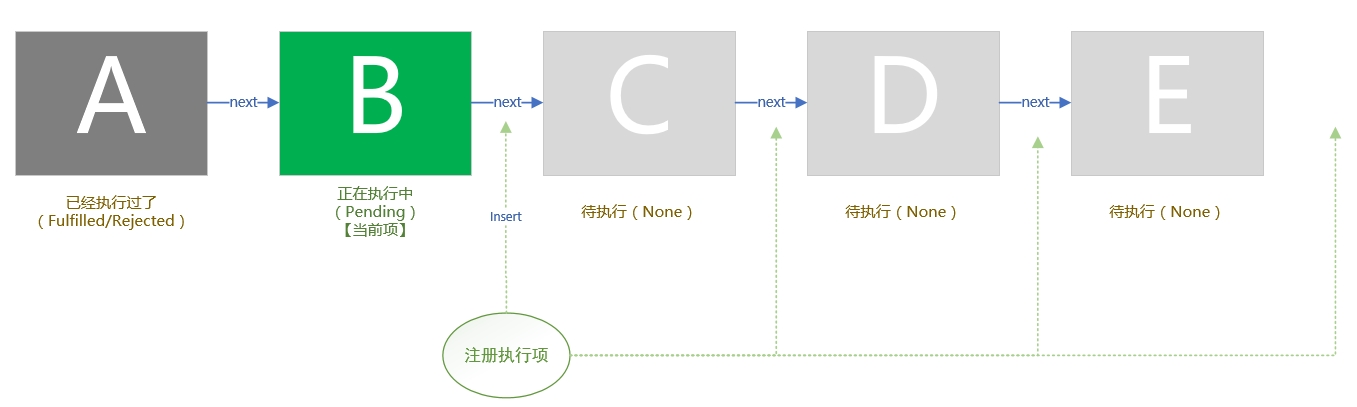 A
next
B
next
C
next
D
next
E
已经执行过了
（Fulfilled/Rejected）
正在执行中
（Pending）
【当前项】
Insert
待执行（None）
待执行（None）
待执行（None）
注册执行项